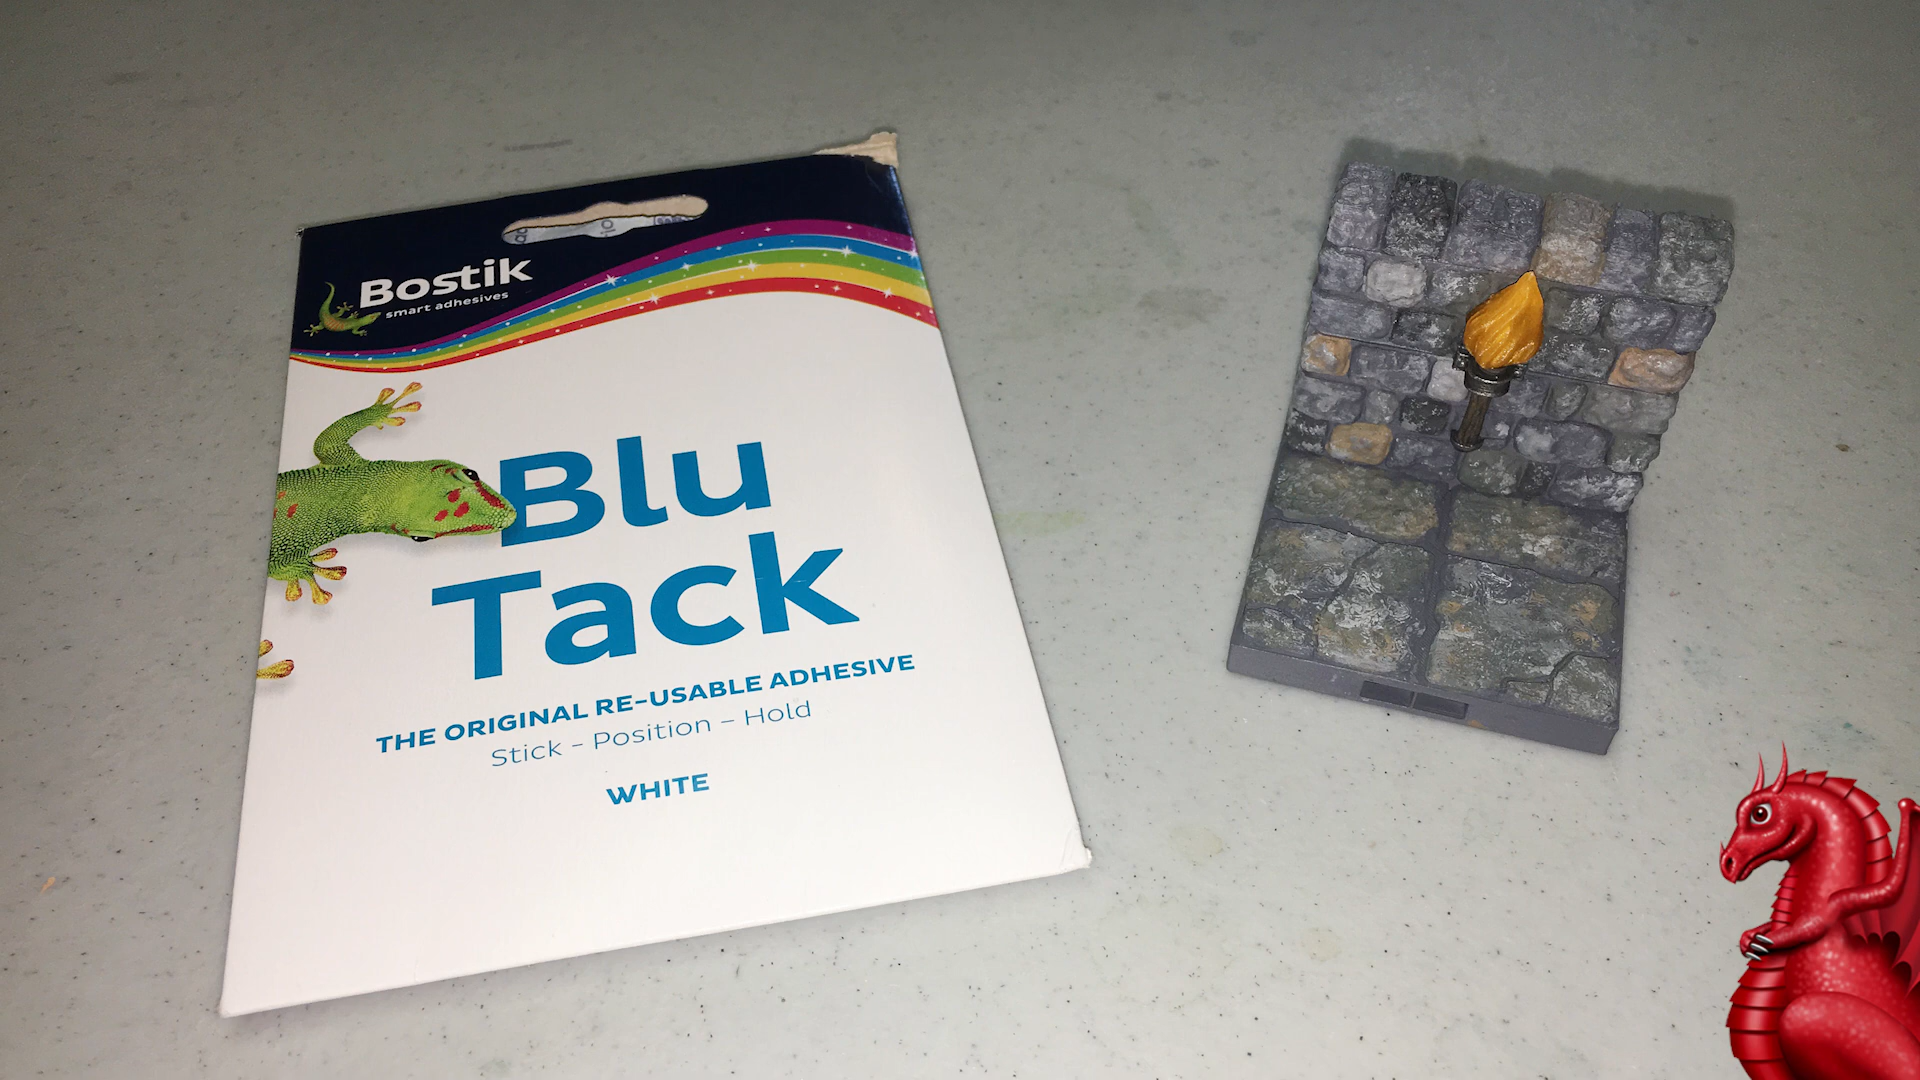 Bostik
smart adhesives
Blu
Tack
THE ORIGINAL RE-USABLE ADHESIVE
Stick - Position - Hold
WHITE